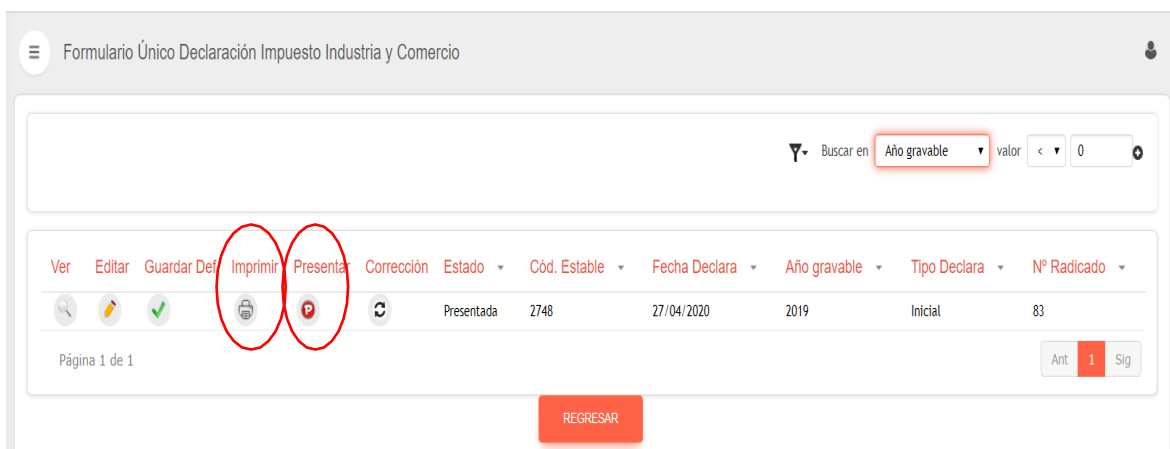 Formulario Único Declaración Impuesto Industria y Comercio
Buscar en Año gravable valor < 0
Ver Editar Guardar Def Imprimir Presentar Corrección Estado Cód. Estable Fecha Declara Año gravable Tipo Declara Nº Radicado
P Presentada 2748 27/04/2020 2019 Inicial 83
Página 1 de 1 Ant 1 Sig
REGRESAR